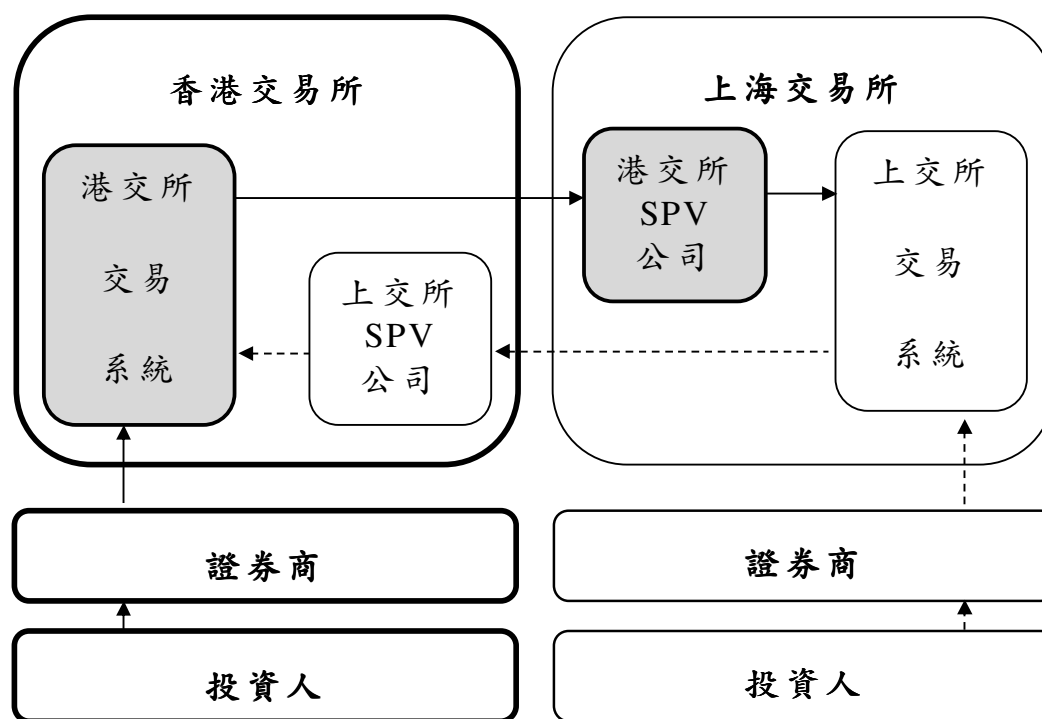 香港交易所
港交所
交易
系統
上交所
SPV
公司
上海交易所
港交所
SPV
公司
上交所
交易
系統
證券商
證券商
投資人
投資人